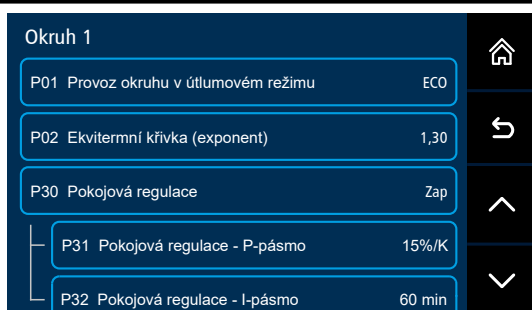 Okruh 1
P01 Provoz okruhu v útlumovém režimu ECO
P02 Ekvitermní křivka (exponent) 1,30
P30 Pokojová regulace Zap
P31 Pokojová regulace - P-pásmo 15%/K
P32 Pokojová regulace - I-pásmo 60 min